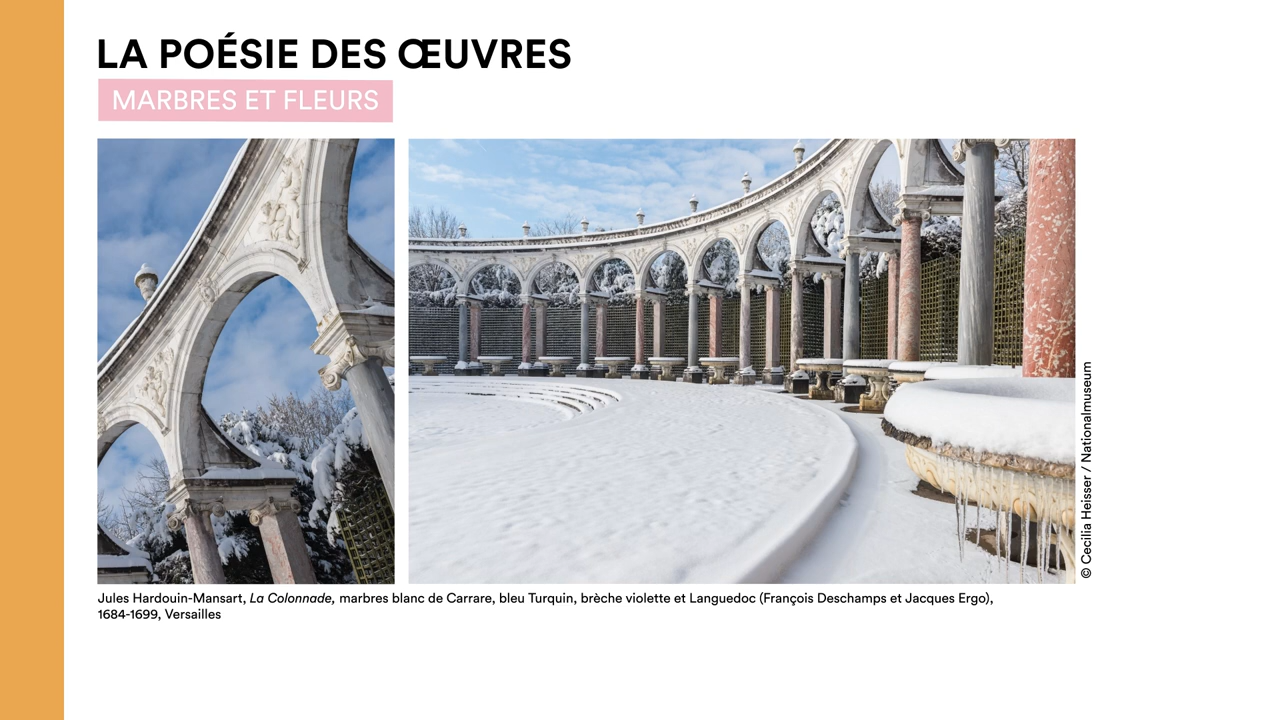 LA POÉSIE DES ŒUVRES
MARBRES ET FLEURS
© Cecilia Heisser / Nationalmuseum
Jules Hardouin-Mansart, La Colonnade, marbres blanc de Carrare, bleu Turquin, brèche violette et Languedoc (François Deschamps et Jacques Ergo),
1684-1699, Versailles